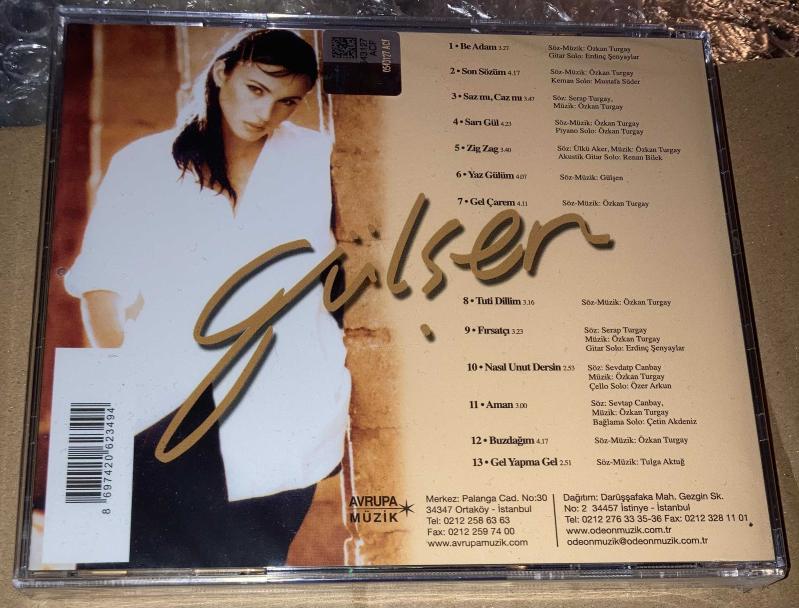 1 • Be Adam 3.27 Söz-Müzik: Özkan Turgay
Gitar Solo: Erdinç Şenyaylar
2 • Son Sözüm 4.17 Söz-Müzik: Özkan Turgay
Keman Solo: Mustafa Süder
3 • Saz mı, Caz mı 3.47 Söz: Serap Turgay,
Müzik: Özkan Turgay
4 • Sarı Gül 4.23 Söz-Müzik: Özkan Turgay
Piyano Solo: Özkan Turgay
5 • Zig Zag 3.40 Söz: Ülkü Aker, Müzik: Özkan Turgay
Akustik Gitar Solo: Renan Bilek
6 • Yaz Gülüm 4.07 Söz-Müzik: Gülşen
7 • Gel Çarem 4.11 Söz-Müzik: Özkan Turgay
gülşen
8 • Tuti Dillim 3.16 Söz-Müzik: Özkan Turgay
9 • Fırsatçı 3.23 Söz: Serap Turgay
Müzik: Özkan Turgay
Gitar Solo: Erdinç Şenyaylar
10 • Nasıl Unut Dersin 2.53 Söz: Sevdatp Canbay
Müzik: Özkan Turgay
Çello Solo: Özer Arkun
11 • Aman 3.00 Söz: Sevtap Canbay,
Müzik: Özkan Turgay
Bağlama Solo: Çetin Akdeniz
12 • Buzdağım 4.17 Söz-Müzik: Özkan Turgay
13 • Gel Yapma Gel 2.51 Söz-Müzik: Tulga Aktuğ
8 697420 623494
AVRUPA
MÜZİK
Merkez: Palanga Cad. No:30
34347 Ortaköy - İstanbul
Tel: 0212 258 63 63
Fax: 0212 259 74 00
www.avrupamuzik.com
Dağıtım: Darüşşafaka Mah. Gezgin Sk.
No: 2 34457 İstinye - İstanbul
Tel: 0212 276 33 35-36 Fax: 0212 328 11 01
www.odeonmuzik.com.tr
odeonmuzik@odeonmuzik.com.tr